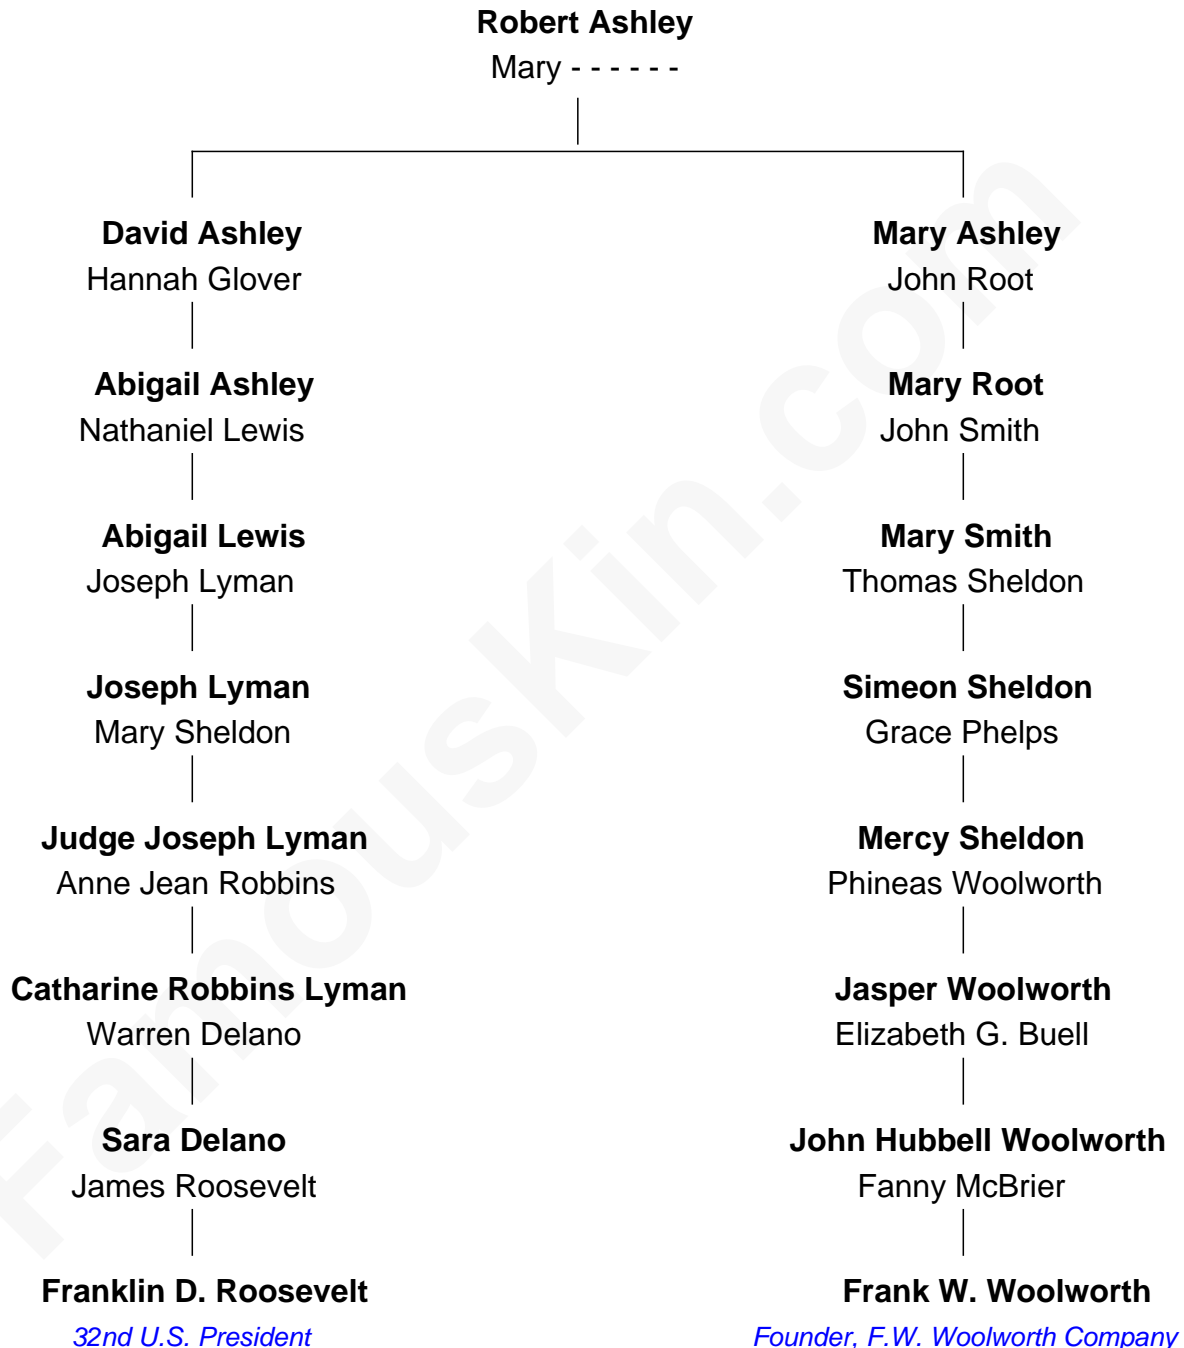 Robert Ashley
Mary - - - - - -
David Ashley
Hannah Glover
Mary Ashley
John Root
Abigail Ashley
Nathaniel Lewis
Mary Root
John Smith
Abigail Lewis
Joseph Lyman
Mary Smith
Thomas Sheldon
Joseph Lyman
Mary Sheldon
Simeon Sheldon
Grace Phelps
Judge Joseph Lyman
Anne Jean Robbins
Mercy Sheldon
Phineas Woolworth
Catharine Robbins Lyman
Warren Delano
Jasper Woolworth
Elizabeth G. Buell
Sara Delano
James Roosevelt
John Hubbell Woolworth
Fanny McBrier
Franklin D. Roosevelt
32nd U.S. President
Frank W. Woolworth
Founder, F.W. Woolworth Company
FamousKin.com